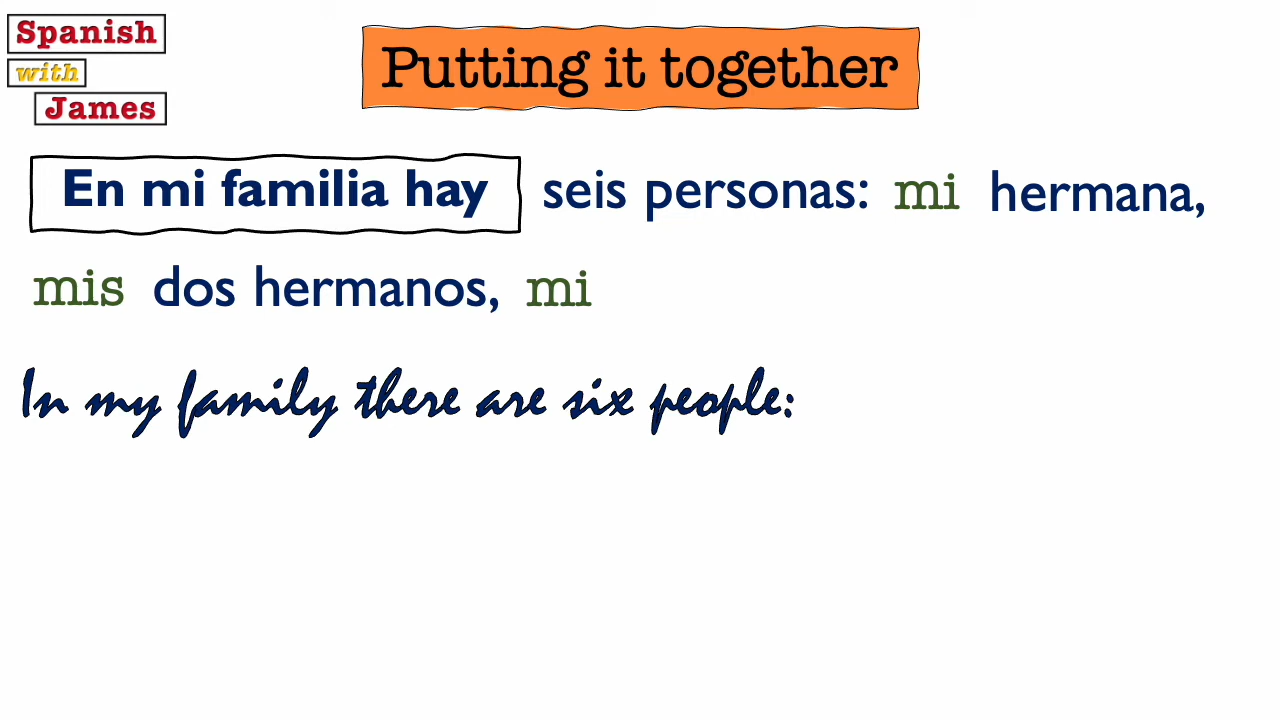 Spanish
with
James
Putting it together
En mi familia hay seis personas: mi hermana,
mis dos hermanos, mi
In my family there are six people: